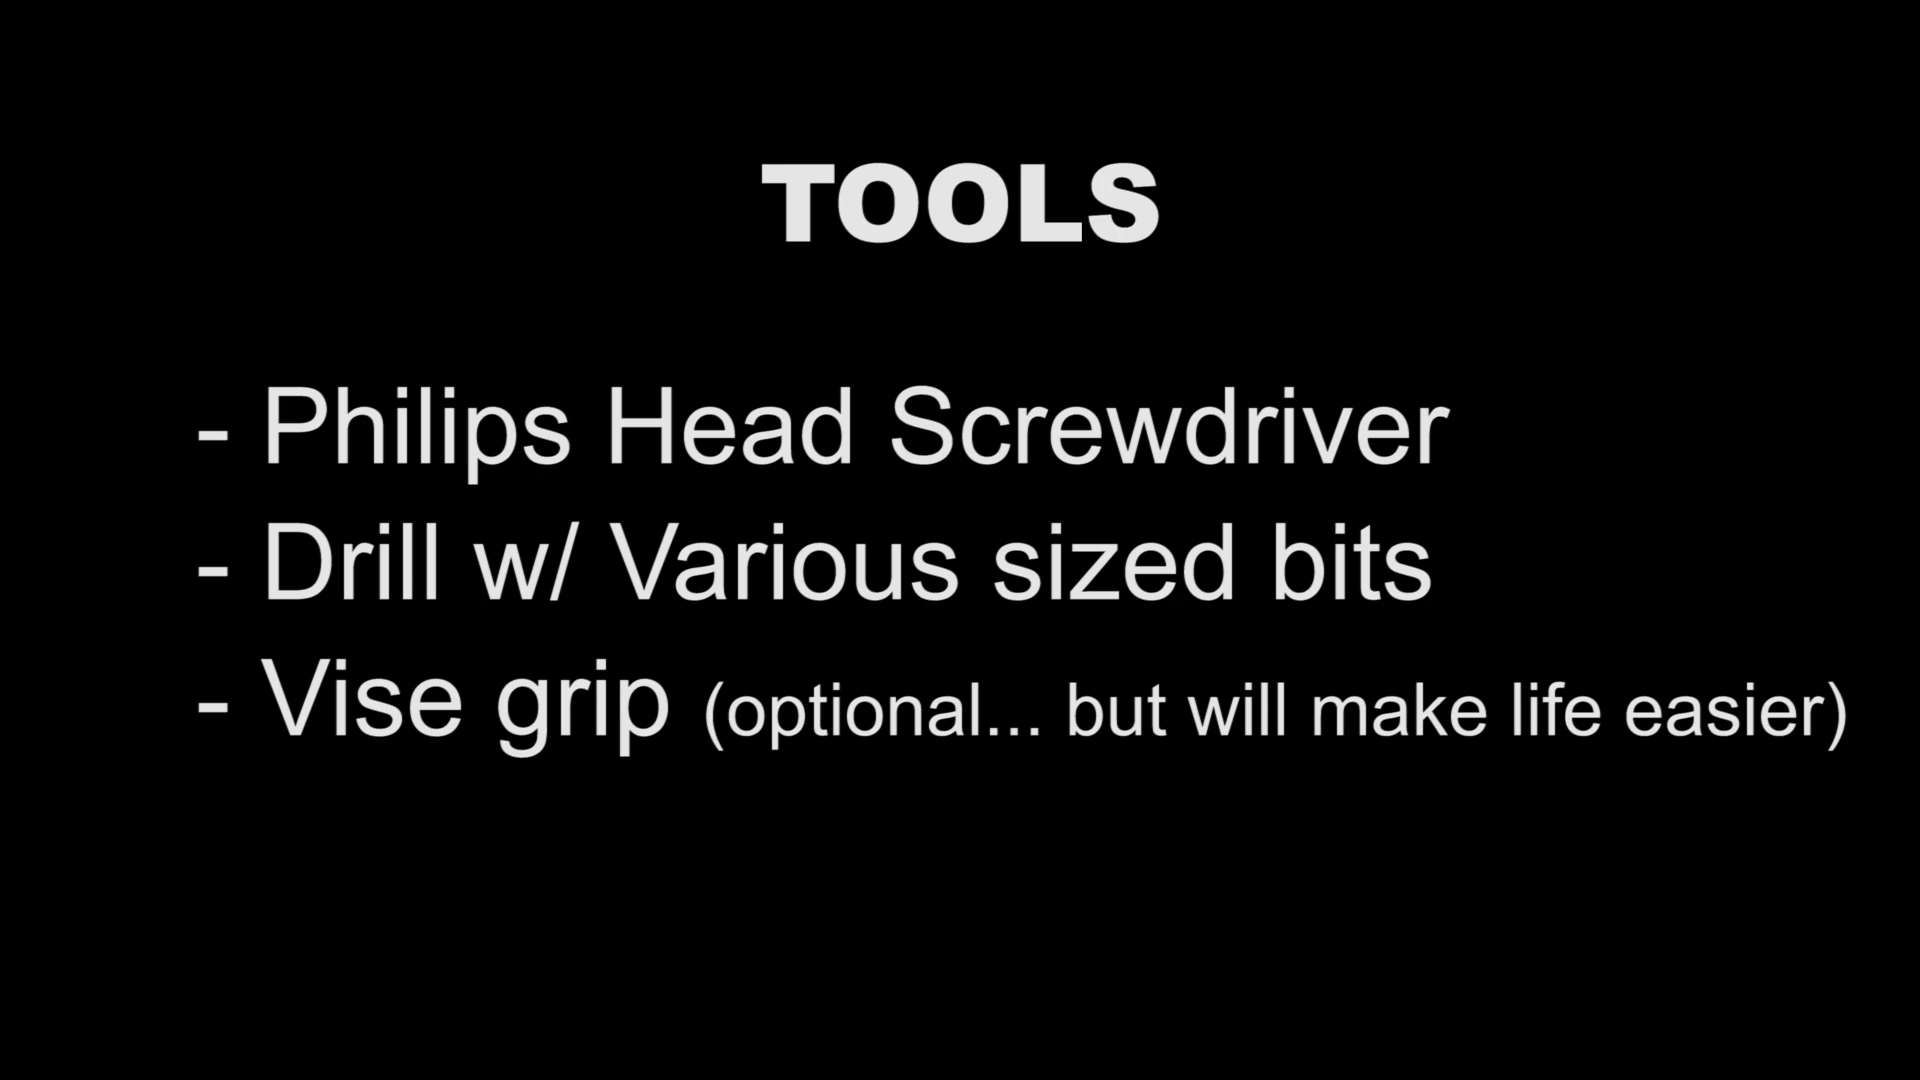 TOOLS
- Philips Head Screwdriver
- Drill w/ Various sized bits
- Vise grip (optional... but will make life easier)